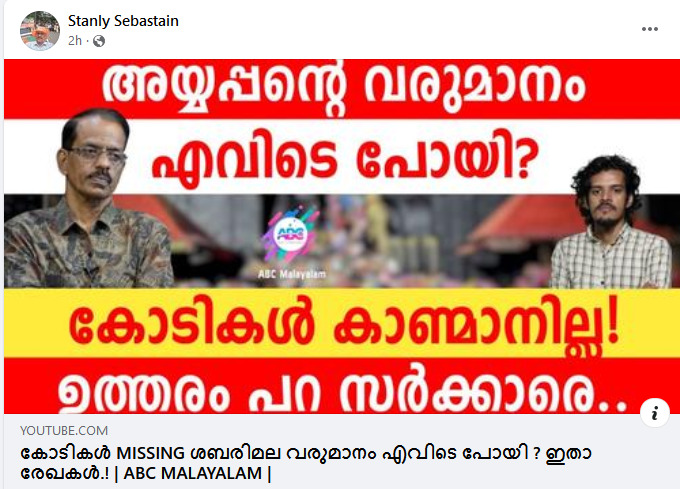 Stanly Sebastain
2h
അയ്യപ്പന്റെ വരുമാനം
എവിടെ പോയി?
ABC
ABC Malayalam
കോടികൾ കാണ്മാനില്ല!
ഉത്തരം പറ സർക്കാരെ..
YOUTUBE.COM
കോടികൾ MISSING ശബരിമല വരുമാനം എവിടെ പോയി ? ഇതാ
രേഖകൾ.! | ABC MALAYALAM |